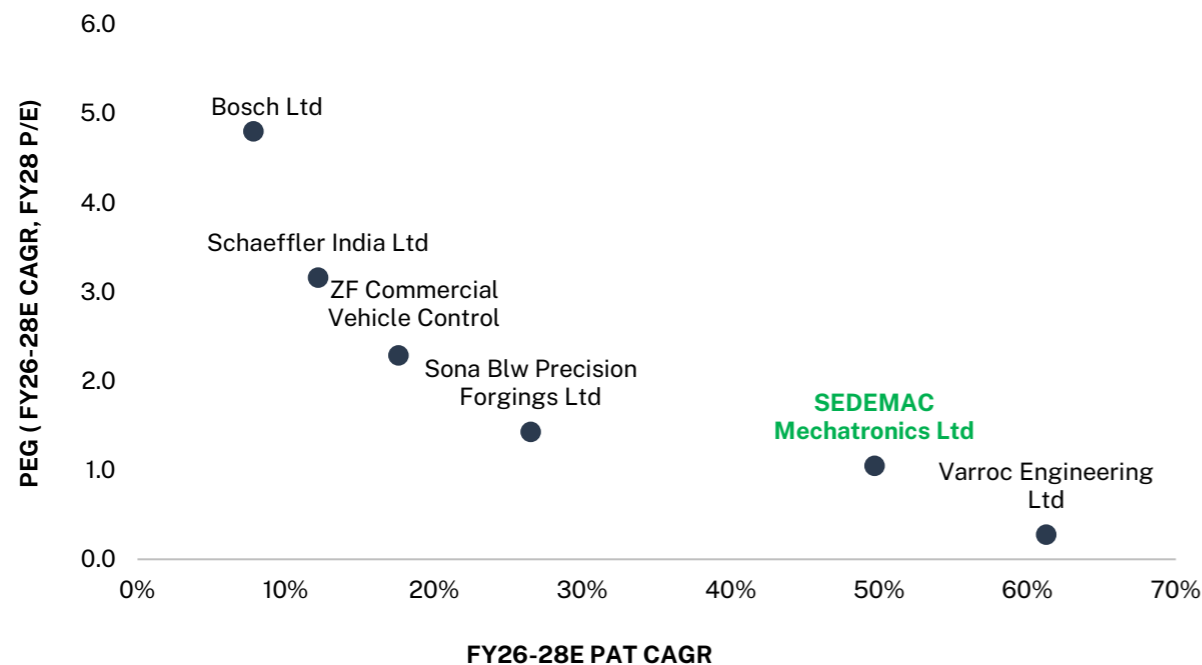 6.0
5.0
4.0
3.0
2.0
1.0
0.0
PEG ( FY26-28E CAGR, FY28 P/E)
Bosch Ltd
Schaeffler India Ltd
ZF Commercial
Vehicle Control
Sona Blw Precision
Forgings Ltd
SEDEMAC
Mechatronics Ltd
Varroc Engineering
Ltd
0% 10% 20% 30% 40% 50% 60% 70%
FY26-28E PAT CAGR